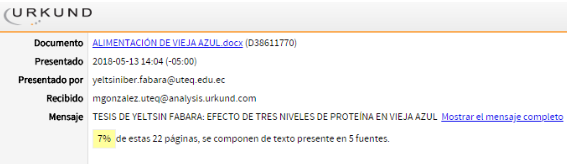 URKUND
Documento ALIMENTACIÓN DE VIEJA AZUL.docx (D38611770)
Presentado 2018-05-13 14:04 (-05:00)
Presentado por yeltsiniber.fabara@uteq.edu.ec
Recibido mgonzalez.uteq@analysis.urkund.com
Mensaje TESIS DE YELTSIN FABARA: EFECTO DE TRES NIVELES DE PROTEÍNA EN VIEJA AZUL Mostrar el mensaje completo
7% de estas 22 páginas, se componen de texto presente en 5 fuentes.